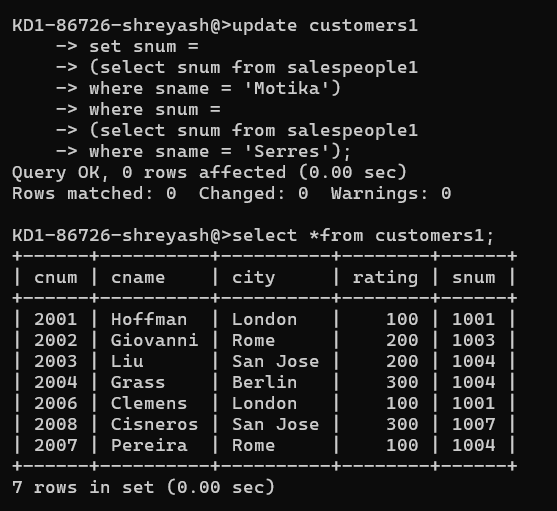 KD1-86726-shreyash@>update customers1
    -> set snum =
    -> (select snum from salespeople1
    -> where sname = 'Motika')
    -> where snum =
    -> (select snum from salespeople1
    -> where sname = 'Serres');
Query OK, 0 rows affected (0.00 sec)
Rows matched: 0  Changed: 0  Warnings: 0

KD1-86726-shreyash@>select *from customers1;
+------+----------+----------+--------+------+
| cnum | cname    | city     | rating | snum |
+------+----------+----------+--------+------+
| 2001 | Hoffman  | London   |    100 | 1001 |
| 2002 | Giovanni | Rome     |    200 | 1003 |
| 2003 | Liu      | San Jose |    200 | 1004 |
| 2004 | Grass    | Berlin   |    300 | 1004 |
| 2006 | Clemens  | London   |    100 | 1001 |
| 2008 | Cisneros | San Jose |    300 | 1007 |
| 2007 | Pereira  | Rome     |    100 | 1004 |
+------+----------+----------+--------+------+
7 rows in set (0.00 sec)